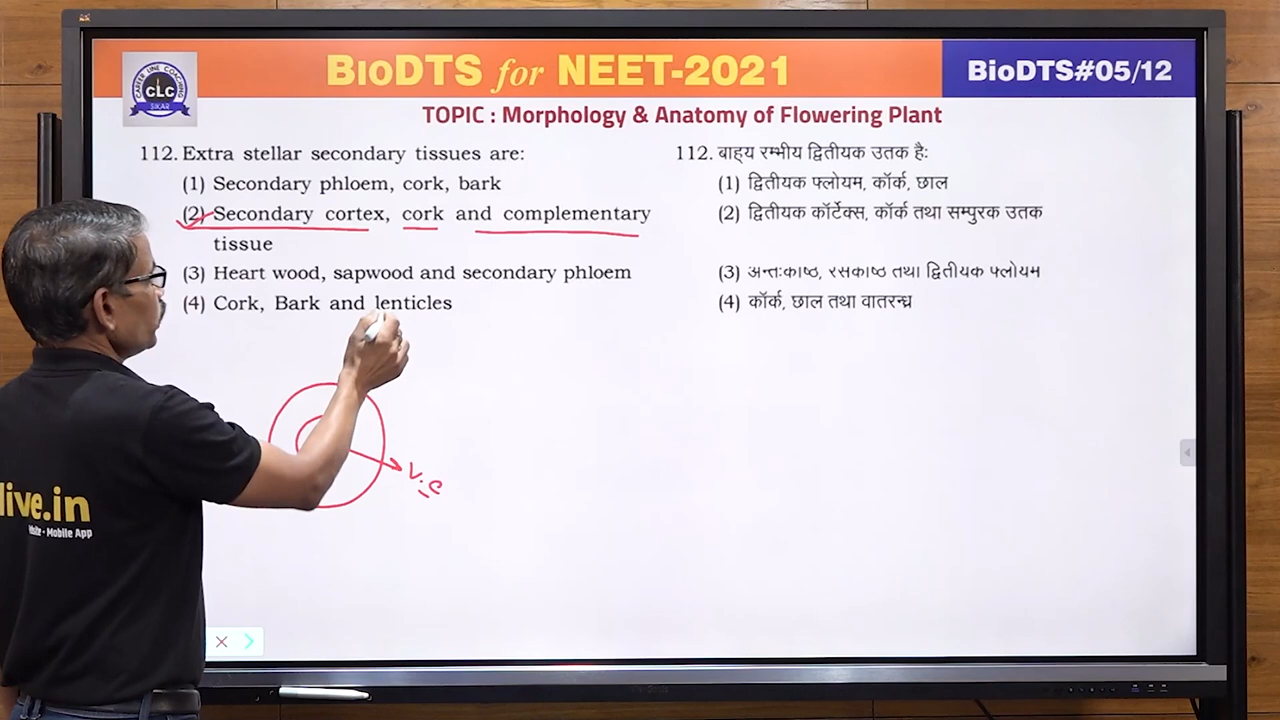 BIODTS for NEET-2021
BioDTS#05/12
CAREER LINE COACHING
CLC
SIKAR
TOPIC : Morphology & Anatomy of Flowering Plant
112. Extra stellar secondary tissues are:
(1) Secondary phloem, cork, bark
(2) Secondary cortex, cork and complementary
tissue
(3) Heart wood, sapwood and secondary phloem
(4) Cork, Bark and lenticles
112. बाह्य रम्भीय द्वितीयक उतक है:
(1) द्वितीयक फ्लोयम, कॉर्क, छाल
(2) द्वितीयक कॉर्टेक्स, कॉर्क तथा सम्पुरक उतक
(3) अन्तःकाष्ठ, रसकाष्ठ तथा द्वितीयक फ्लोयम
(4) कॉर्क, छाल तथा वातरन्ध्र
V.C
live.in
Mobile App